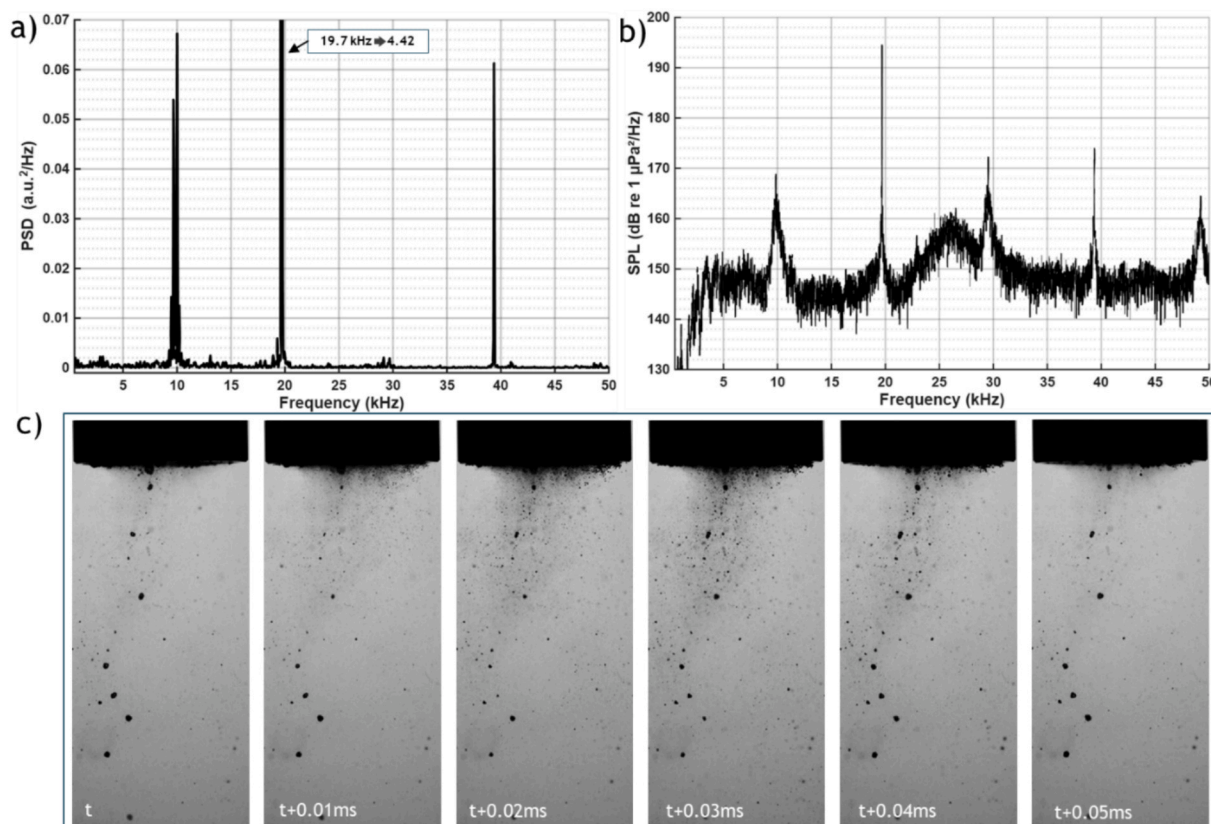 a)
0.07
0.06
0.05
0.04
0.03
0.02
0.01
0
PSD (a.u.²/Hz)
19.7 kHz➡4.42
5 10 15 20 25 30 35 40 45 50
Frequency (kHz)
b)
200
190
180
170
160
150
140
130
SPL (dB re 1 µPa²/Hz)
5 10 15 20 25 30 35 40 45 50
Frequency (kHz)
c)
t
t+0.01ms
t+0.02ms
t+0.03ms
t+0.04ms
t+0.05ms